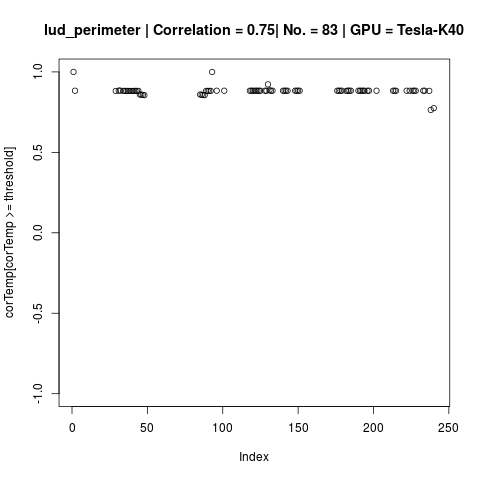 lud_perimeter | Correlation = 0.75| No. = 83 | GPU = Tesla-K40
corTemp[corTemp >= threshold]
1.0
0.5
0.0
-0.5
-1.0
0 50 100 150 200 250
Index